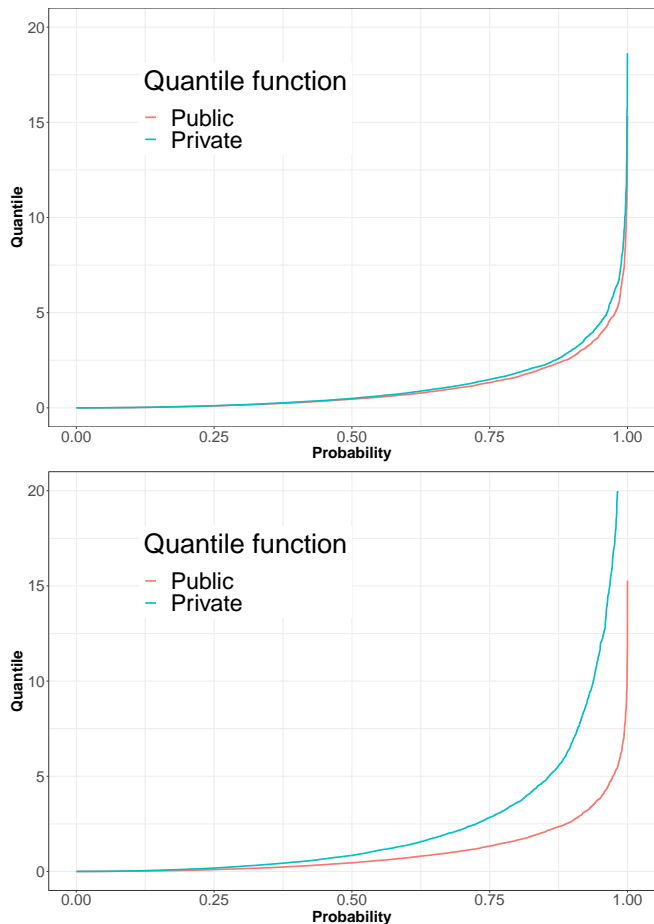 20
15
10
5
0
Quantile
Quantile function
Public
Private
0.00 0.25 0.50 0.75 1.00
Probability
20
15
10
5
0
Quantile
Quantile function
Public
Private
0.00 0.25 0.50 0.75 1.00
Probability